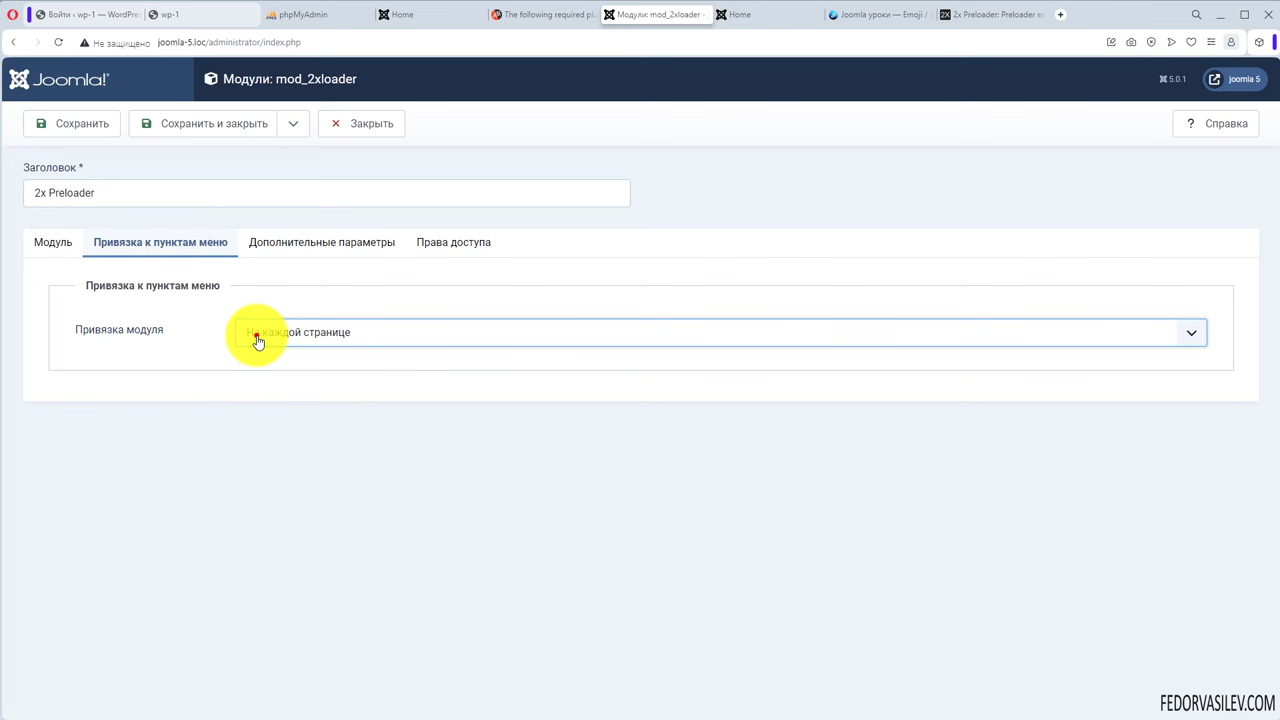 Войти ‹ wp-1 — WordPre
wp-1
phpMyAdmin
Home
The following required pl
Модули: mod_2xloader -
Home
Joomla уроки — Emoji / J
2x Preloader: Preloader ex
Не защищено joomla-5.loc/administrator/index.php
Joomla!
Модули: mod_2xloader
5.0.1
joomla 5
Сохранить
Сохранить и закрыть
Закрыть
? Справка
Заголовок *
2x Preloader
Модуль
Привязка к пунктам меню
Дополнительные параметры
Права доступа
Привязка к пунктам меню
Привязка модуля
На каждой странице
FEDORVASILEV.COM